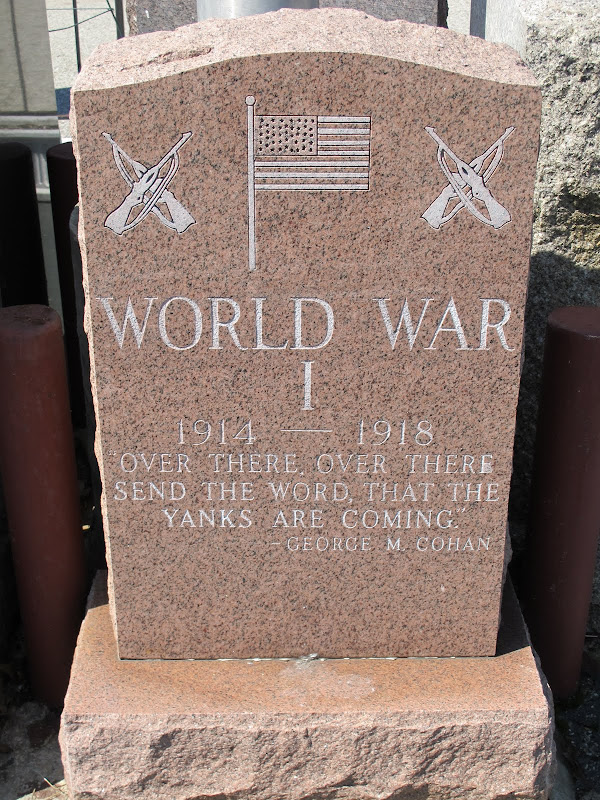 WORLD WAR
I
1914 — 1918
"OVER THERE, OVER THERE
SEND THE WORD, THAT THE
YANKS ARE COMING."
- GEORGE M. COHAN